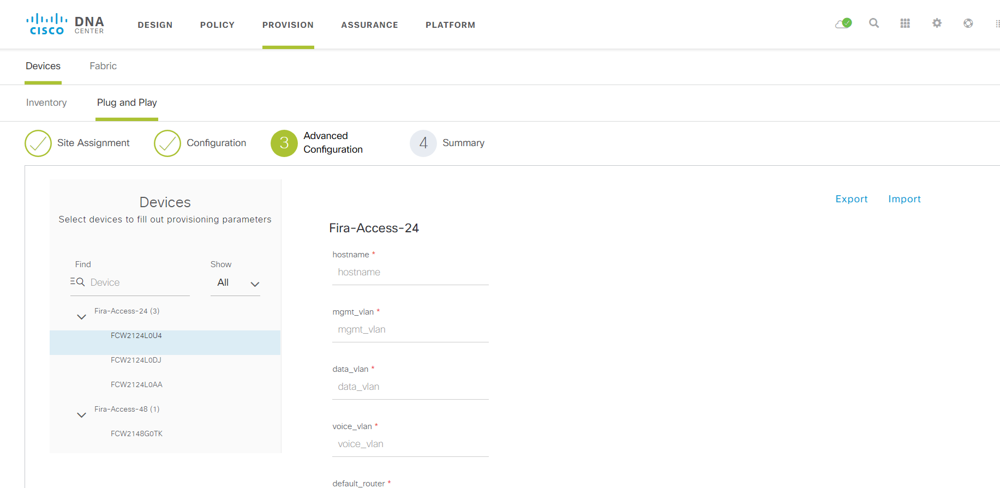 CISCO DNA CENTER
DESIGN POLICY PROVISION ASSURANCE PLATFORM
Devices Fabric
Inventory Plug and Play
Site Assignment
Configuration
3 Advanced Configuration
4 Summary
Devices
Select devices to fill out provisioning parameters
Find Show
Device All
Fira-Access-24 (3)
FCW2124L0U4
FCW2124L0DJ
FCW2124L0AA
Fira-Access-48 (1)
FCW2148G0TK
Export Import
Fira-Access-24
hostname *
hostname
mgmt_vlan *
mgmt_vlan
data_vlan *
data_vlan
voice_vlan *
voice_vlan
default_router *